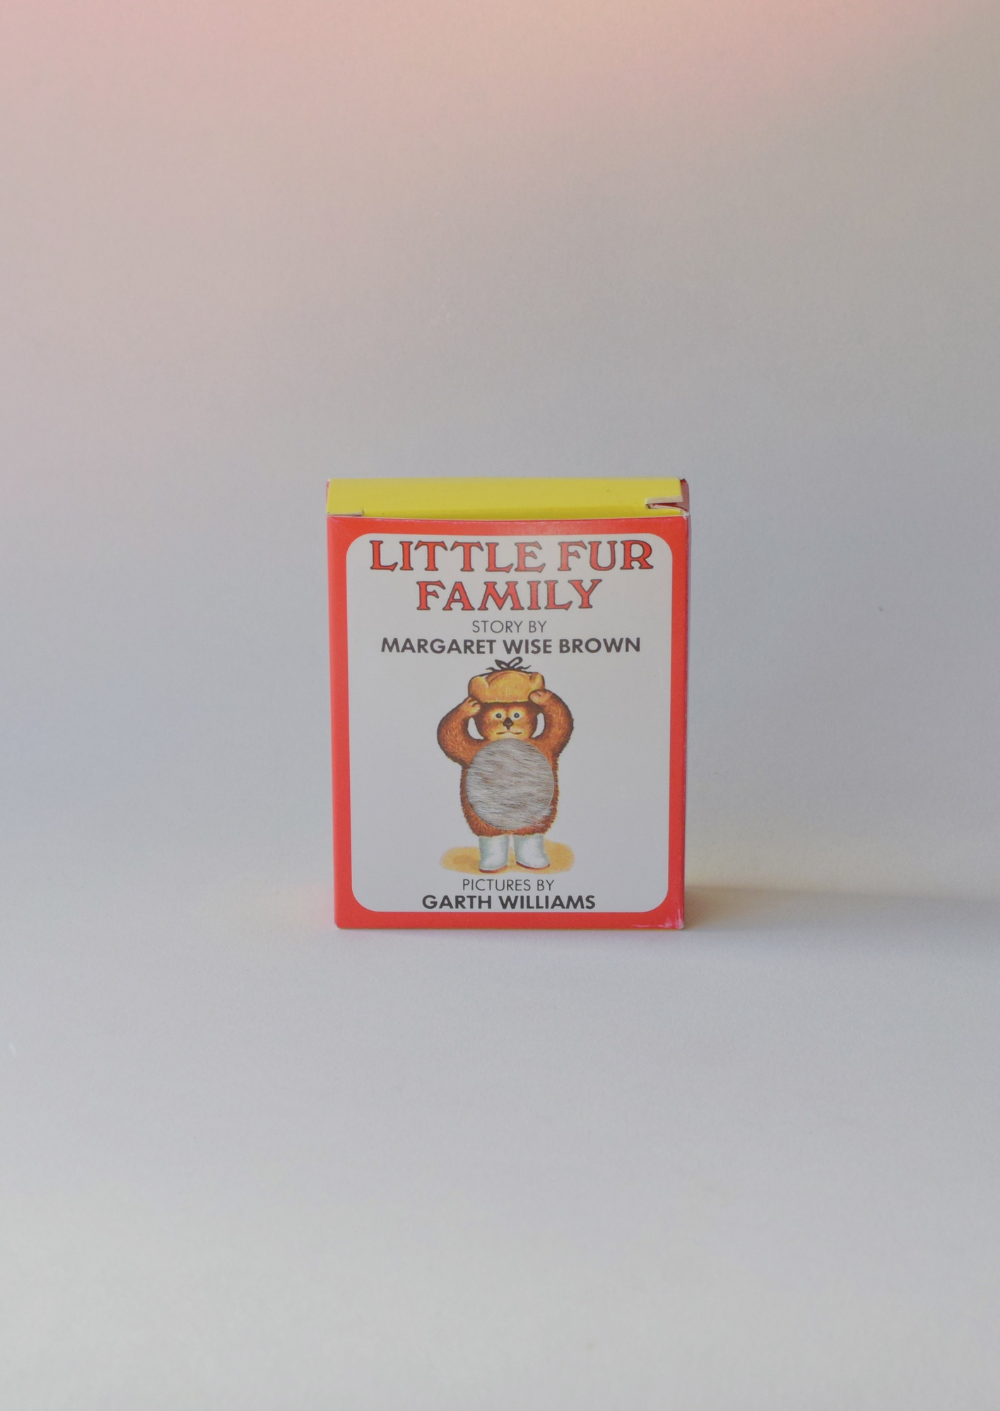 LITTLE FUR
FAMILY
STORY BY
MARGARET WISE BROWN
PICTURES BY
GARTH WILLIAMS